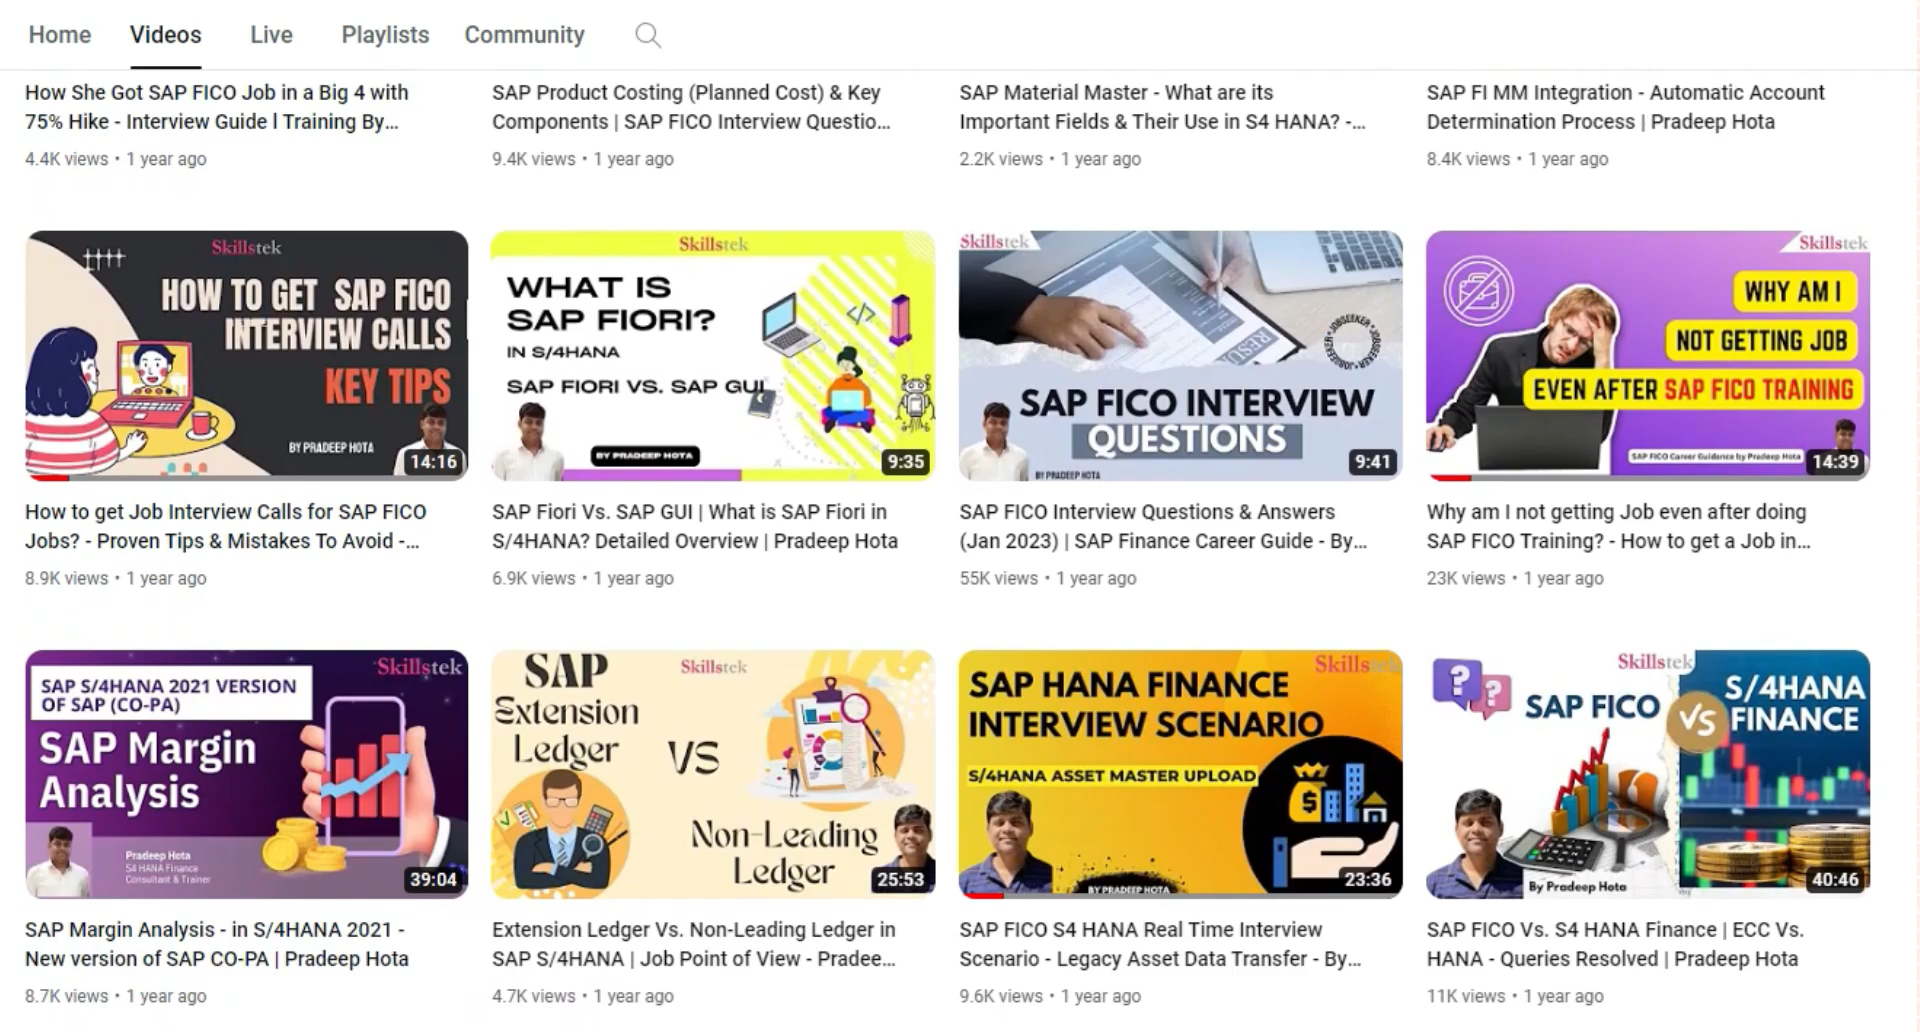 Home Videos Live Playlists Community
How She Got SAP FICO Job in a Big 4 with
75% Hike - Interview Guide l Training By...
4.4K views • 1 year ago
SAP Product Costing (Planned Cost) & Key
Components | SAP FICO Interview Questio...
9.4K views • 1 year ago
SAP Material Master - What are its
Important Fields & Their Use in S4 HANA? -...
2.2K views • 1 year ago
SAP FI MM Integration - Automatic Account
Determination Process | Pradeep Hota
8.4K views • 1 year ago
Skillstek
HOW TO GET SAP FICO
INTERVIEW CALLS
KEY TIPS
BY PRADEEP HOTA
14:16
How to get Job Interview Calls for SAP FICO
Jobs? - Proven Tips & Mistakes To Avoid -...
8.9K views • 1 year ago
Skillstek
WHAT IS
SAP FIORI?
IN S/4HANA
SAP FIORI VS. SAP GUI
BY PRADEEP HOTA
9:35
SAP Fiori Vs. SAP GUI | What is SAP Fiori in
S/4HANA? Detailed Overview | Pradeep Hota
6.9K views • 1 year ago
Skillstek
JOBSEEKER JOBSEEKER JOBSEEKER
SAP FICO INTERVIEW
QUESTIONS
BY PRADEEP HOTA
9:41
SAP FICO Interview Questions & Answers
(Jan 2023) | SAP Finance Career Guide - By...
55K views • 1 year ago
Skillstek
WHY AM I
NOT GETTING JOB
EVEN AFTER SAP FICO TRAINING
SAP FICO Career Guidance by Pradeep Hota
14:39
Why am I not getting Job even after doing
SAP FICO Training? - How to get a Job in...
23K views • 1 year ago
Skillstek
SAP S/4HANA 2021 VERSION
OF SAP (CO-PA)
SAP Margin
Analysis
Pradeep Hota
S4 HANA Finance
Consultant & Trainer
39:04
SAP Margin Analysis - in S/4HANA 2021 -
New version of SAP CO-PA | Pradeep Hota
8.7K views • 1 year ago
Skillstek
SAP
Extension
Ledger
VS
Non-Leading
Ledger
25:53
Extension Ledger Vs. Non-Leading Ledger in
SAP S/4HANA | Job Point of View - Pradee...
4.7K views • 1 year ago
Skillstek
SAP HANA FINANCE
INTERVIEW SCENARIO
S/4HANA ASSET MASTER UPLOAD
BY PRADEEP HOTA
23:36
SAP FICO S4 HANA Real Time Interview
Scenario - Legacy Asset Data Transfer - By...
9.6K views • 1 year ago
Skillstek
SAP FICO
VS
S/4HANA
FINANCE
By Pradeep Hota
40:46
SAP FICO Vs. S4 HANA Finance | ECC Vs.
HANA - Queries Resolved | Pradeep Hota
11K views • 1 year ago